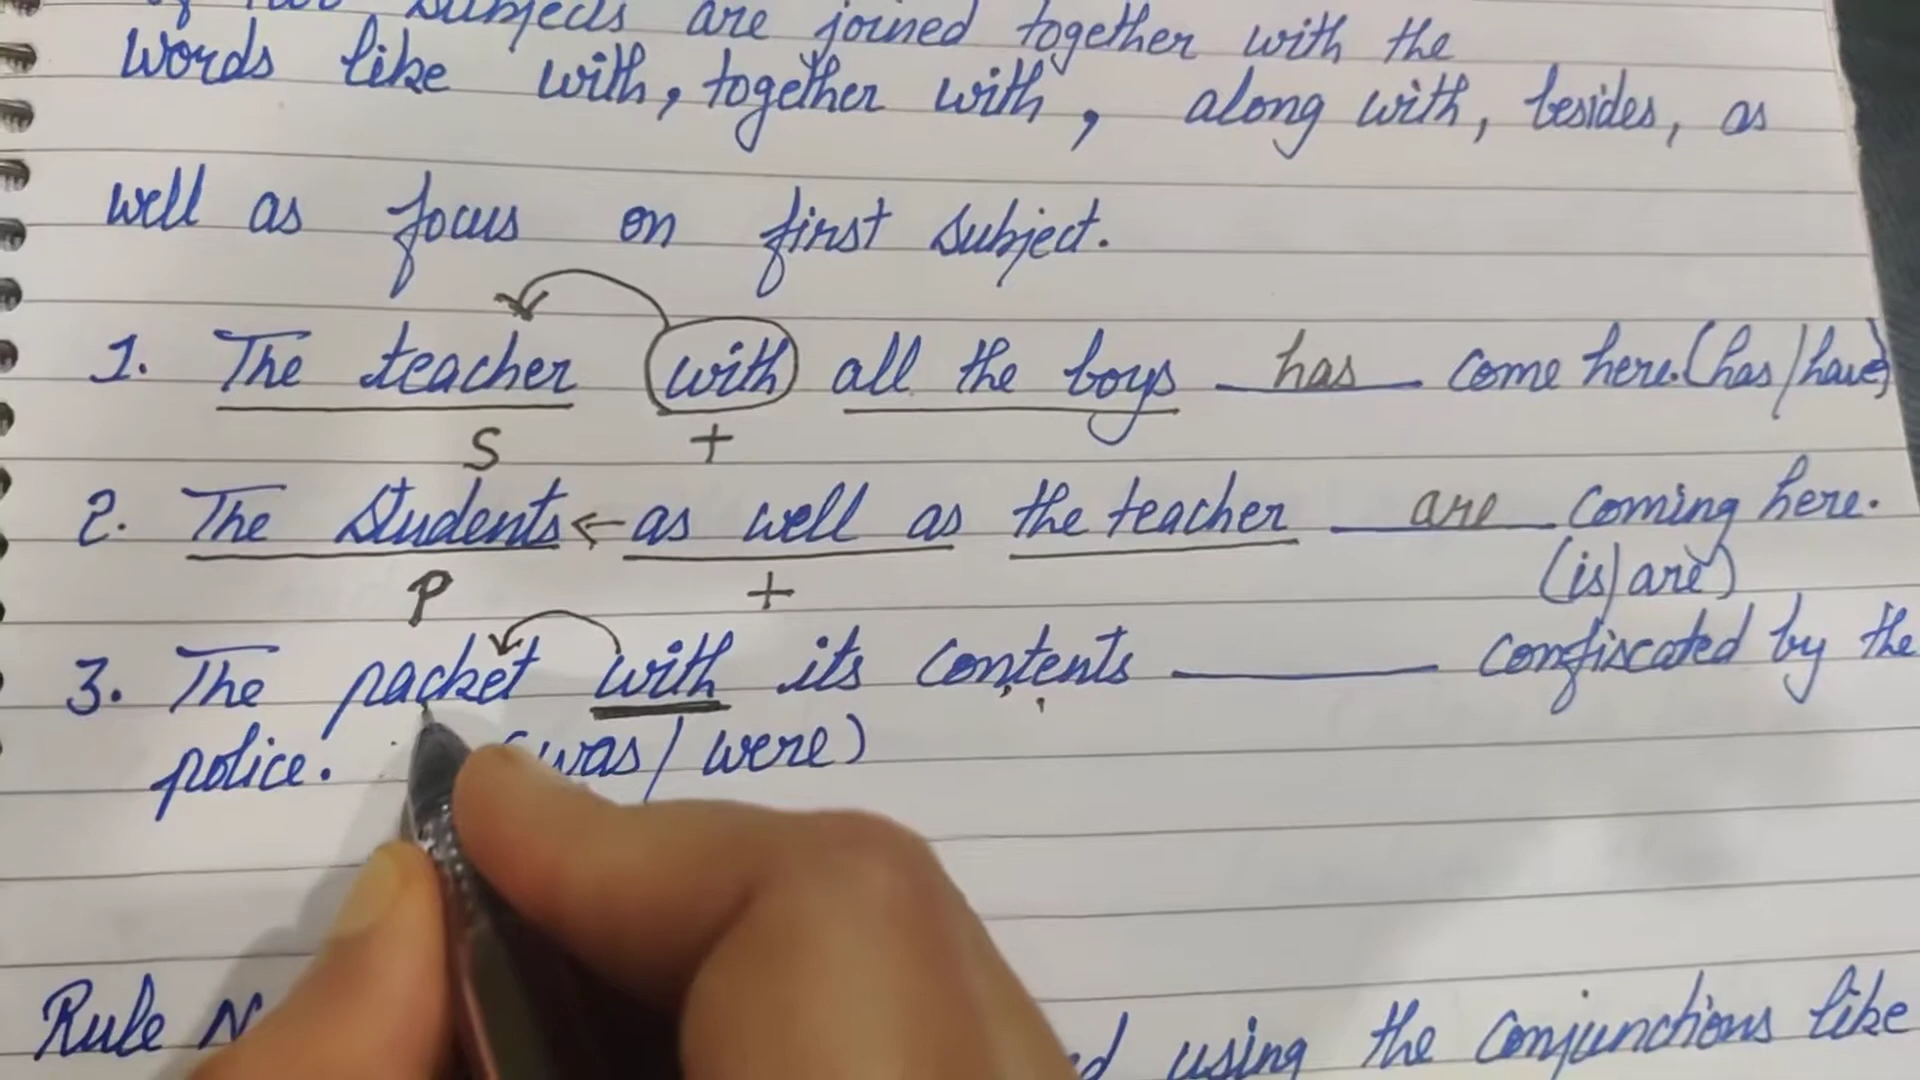 subjects are joined together with the
words like with, together with, along with, besides, as
well as focus on first subject.
1. The teacher with all the boys has come here. (has/have)
S +
2. The Students ← as well as the teacher are coming here.
(is/are)
P +
3. The packet with its contents ______ confiscated by the
police. (was/were)
Rule using the conjunctions like